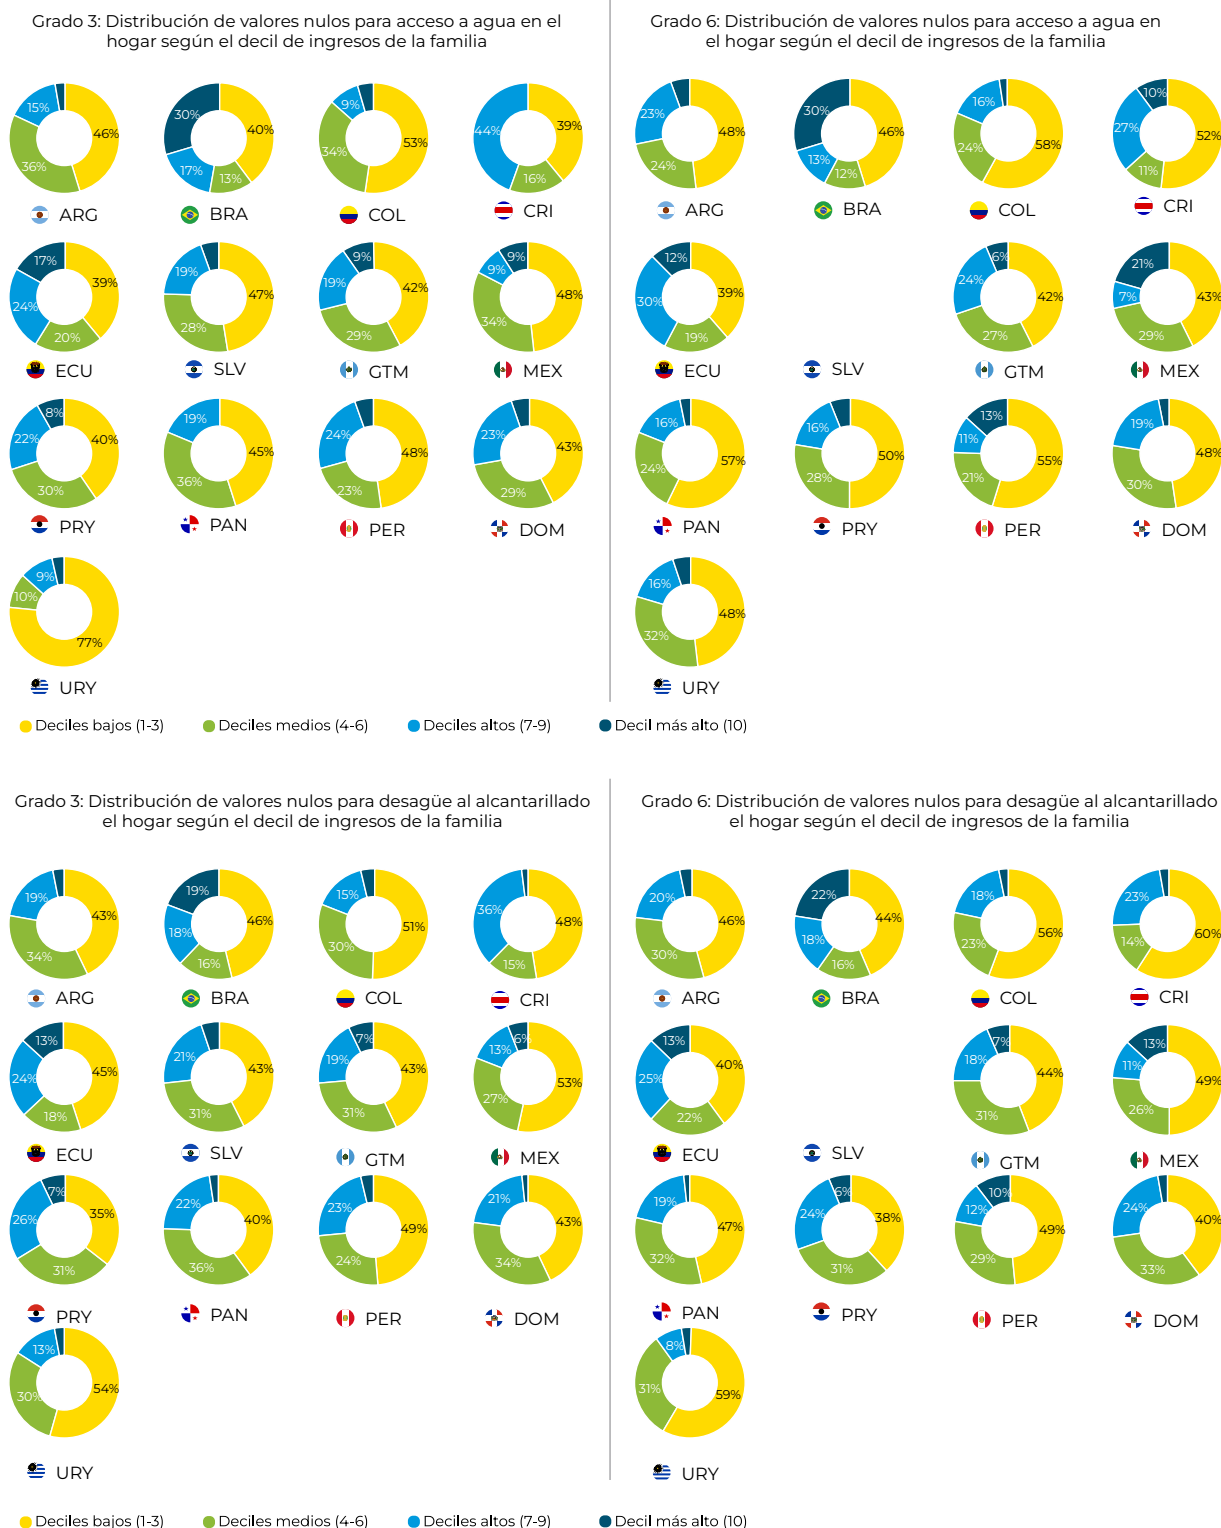 Grado 3: Distribución de valores nulos para acceso a agua en el
hogar según el decil de ingresos de la familia
15%
46%
36%
ARG
30%
40%
17%
13%
BRA
9%
34%
53%
COL
44%
39%
16%
CRI
17%
39%
24%
20%
ECU
19%
47%
28%
SLV
9%
19%
42%
29%
GTM
9%
9%
48%
34%
MEX
8%
22%
40%
30%
PRY
19%
45%
36%
PAN
24%
48%
23%
PER
23%
43%
29%
DOM
9%
10%
77%
URY
Grado 6: Distribución de valores nulos para acceso a agua en
el hogar según el decil de ingresos de la familia
23%
48%
24%
ARG
30%
46%
13%
12%
BRA
16%
24%
58%
COL
10%
27%
52%
11%
CRI
12%
39%
30%
19%
ECU
SLV
6%
24%
42%
27%
GTM
21%
7%
43%
29%
MEX
16%
24%
57%
PAN
16%
50%
28%
PRY
13%
11%
55%
21%
PER
19%
48%
30%
DOM
16%
48%
32%
URY
Deciles bajos (1-3)
Deciles medios (4-6)
Deciles altos (7-9)
Decil más alto (10)
Grado 3: Distribución de valores nulos para desagüe al alcantarillado
el hogar según el decil de ingresos de la familia
19%
43%
34%
ARG
19%
46%
18%
16%
BRA
15%
51%
30%
COL
36%
48%
15%
CRI
13%
45%
24%
18%
ECU
21%
43%
31%
SLV
7%
19%
43%
31%
GTM
6%
13%
53%
27%
MEX
7%
35%
26%
31%
PRY
22%
40%
36%
PAN
23%
49%
24%
PER
21%
43%
34%
DOM
13%
54%
30%
URY
Grado 6: Distribución de valores nulos para desagüe al alcantarillado
el hogar según el decil de ingresos de la familia
20%
46%
30%
ARG
22%
44%
18%
16%
BRA
18%
56%
23%
COL
23%
60%
14%
CRI
13%
40%
25%
22%
ECU
SLV
7%
18%
44%
31%
GTM
13%
11%
49%
26%
MEX
19%
47%
32%
PAN
6%
24%
38%
31%
PRY
10%
12%
49%
29%
PER
24%
40%
33%
DOM
8%
31%
59%
URY
Deciles bajos (1-3)
Deciles medios (4-6)
Deciles altos (7-9)
Decil más alto (10)